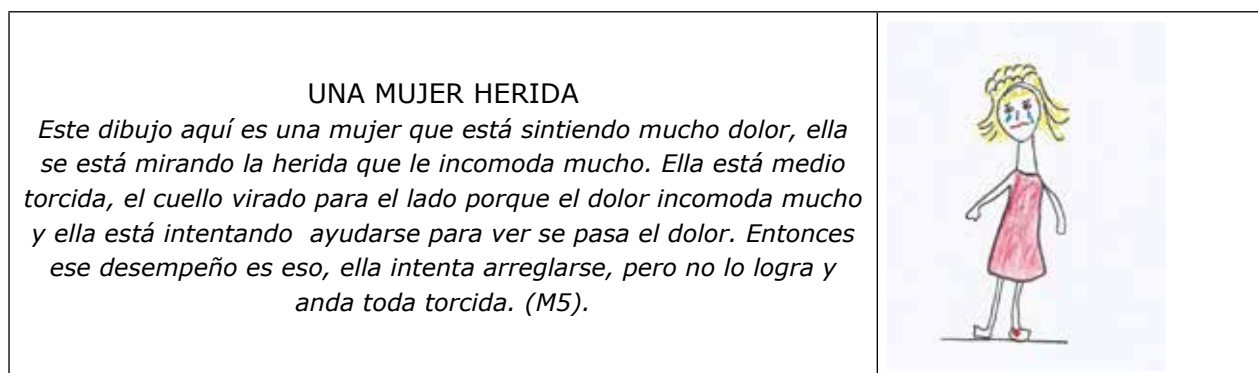 UNA MUJER HERIDA
Este dibujo aquí es una mujer que está sintiendo mucho dolor, ella
se está mirando la herida que le incomoda mucho. Ella está medio
torcida, el cuello virado para el lado porque el dolor incomoda mucho
y ella está intentando  ayudarse para ver se pasa el dolor. Entonces
ese desempeño es eso, ella intenta arreglarse, pero no lo logra y
anda toda torcida. (M5).